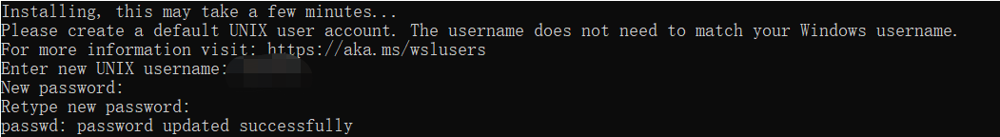 Installing, this may take a few minutes...
Please create a default UNIX user account. The username does not need to match your Windows username.
For more information visit: https://aka.ms/wslusers
Enter new UNIX username:
New password:
Retype new password:
passwd: password updated successfully